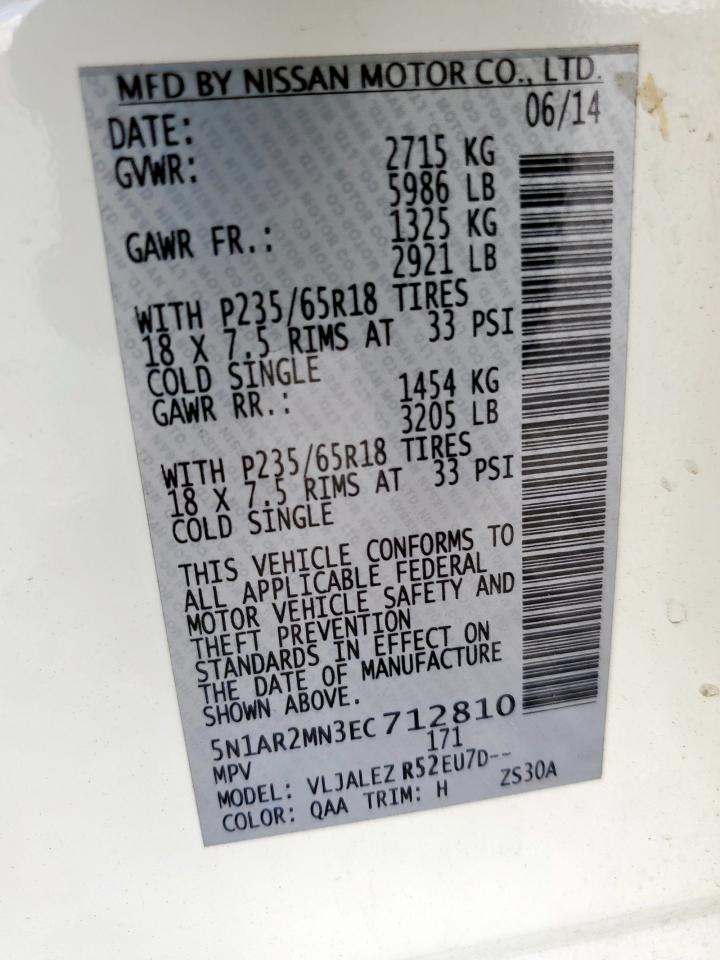 MFD BY NISSAN MOTOR CO., LTD.
DATE: 06/14
GVWR: 2715 KG
5986 LB
GAWR FR.: 1325 KG
2921 LB
WITH P235/65R18 TIRES
18 X 7.5 RIMS AT 33 PSI
COLD SINGLE
GAWR RR.: 1454 KG
3205 LB
WITH P235/65R18 TIRES
18 X 7.5 RIMS AT 33 PSI
COLD SINGLE
THIS VEHICLE CONFORMS TO
ALL APPLICABLE FEDERAL
MOTOR VEHICLE SAFETY AND
THEFT PREVENTION
STANDARDS IN EFFECT ON
THE DATE OF MANUFACTURE
SHOWN ABOVE.
5N1AR2MN3EC 712810
MPV 171
MODEL: VLJALEZ R52EU7D--
COLOR: QAA TRIM: H ZS30A